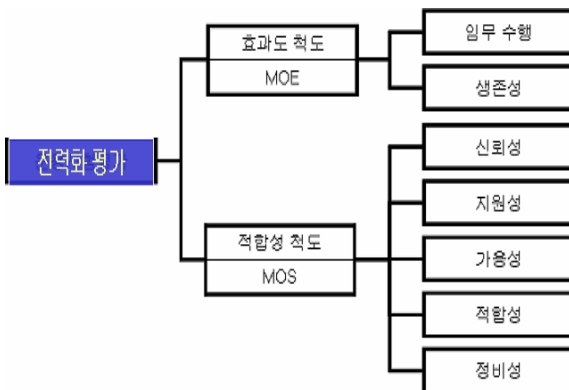 전력화 평가
효과도 척도
MOE
임무 수행
생존성
적합성 척도
MOS
신뢰성
지원성
가용성
적합성
정비성